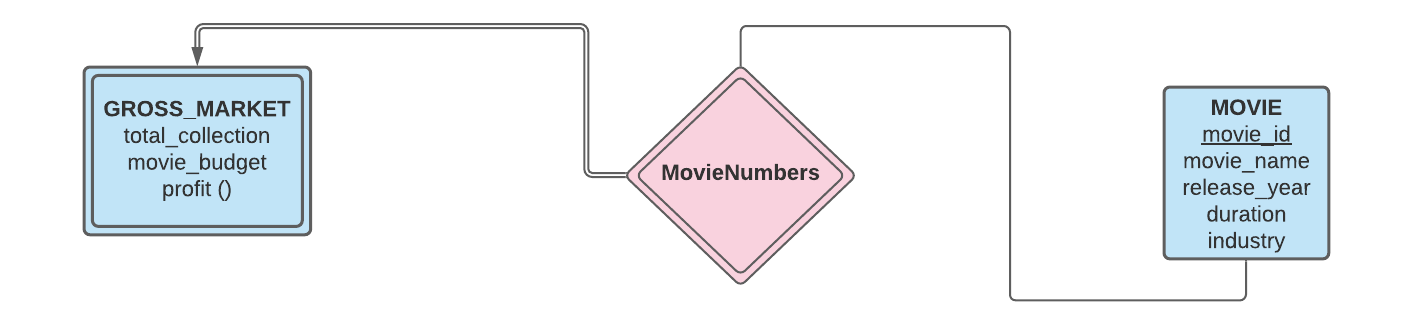 GROSS_MARKET
total_collection
movie_budget
profit ()
MovieNumbers
MOVIE
movie_id
movie_name
release_year
duration
industry